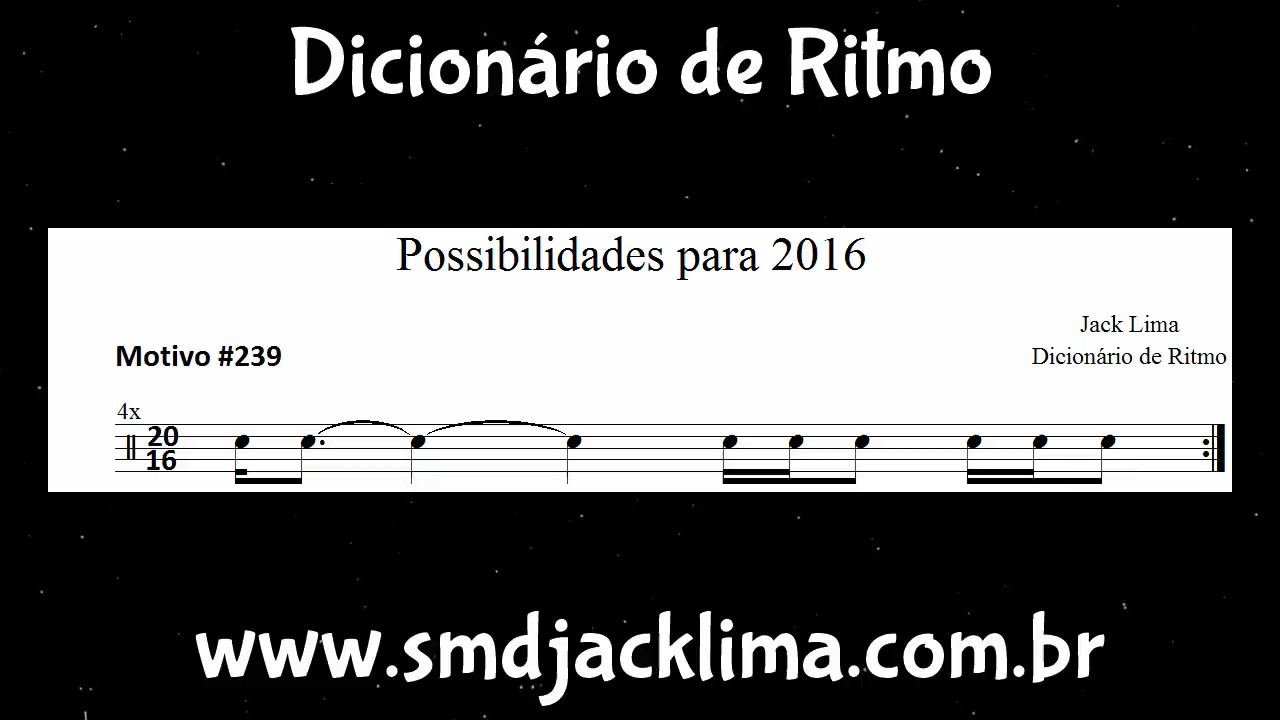 Dicionário de Ritmo
Possibilidades para 2016
Jack Lima
Motivo #239
Dicionário de Ritmo
4x
20
16
www.smdjacklima.com.br